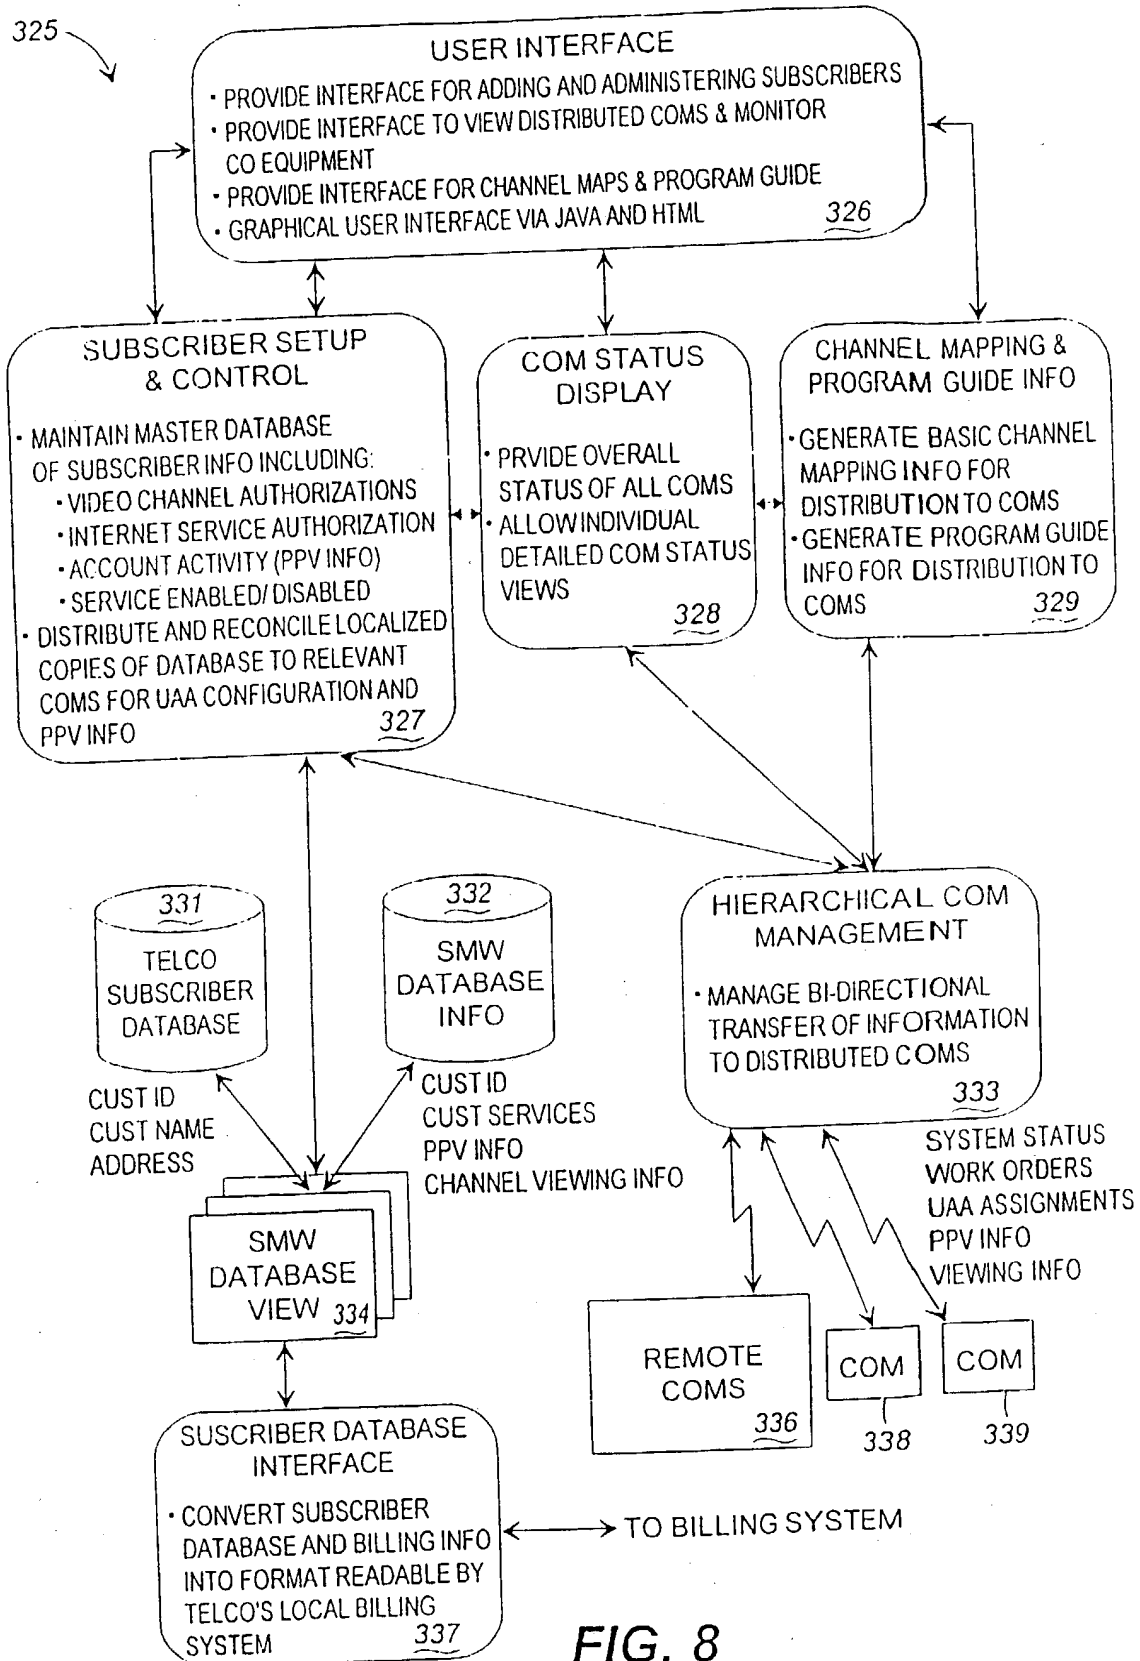 325
USER INTERFACE
· PROVIDE INTERFACE FOR ADDING AND ADMINISTERING SUBSCRIBERS
· PROVIDE INTERFACE TO VIEW DISTRIBUTED COMS & MONITOR
CO EQUIPMENT
· PROVIDE INTERFACE FOR CHANNEL MAPS & PROGRAM GUIDE
· GRAPHICAL USER INTERFACE VIA JAVA AND HTML
326
SUBSCRIBER SETUP
& CONTROL
· MAINTAIN MASTER DATABASE
OF SUBSCRIBER INFO INCLUDING:
· VIDEO CHANNEL AUTHORIZATIONS
· INTERNET SERVICE AUTHORIZATION
· ACCOUNT ACTIVITY (PPV INFO)
· SERVICE ENABLED/DISABLED
· DISTRIBUTE AND RECONCILE LOCALIZED
COPIES OF DATABASE TO RELEVANT
COMS FOR UAA CONFIGURATION AND
PPV INFO
327
COM STATUS
DISPLAY
· PRVIDE OVERALL
STATUS OF ALL COMS
· ALLOW INDIVIDUAL
DETAILED COM STATUS
VIEWS
328
CHANNEL MAPPING &
PROGRAM GUIDE INFO
· GENERATE BASIC CHANNEL
MAPPING INFO FOR
DISTRIBUTION TO COMS
· GENERATE PROGRAM GUIDE
INFO FOR DISTRIBUTION TO
COMS
329
331
TELCO
SUBSCRIBER
DATABASE
332
SMW
DATABASE
INFO
HIERARCHICAL COM
MANAGEMENT
· MANAGE BI-DIRECTIONAL
TRANSFER OF INFORMATION
TO DISTRIBUTED COMS
333
CUST ID
CUST NAME
ADDRESS
CUST ID
CUST SERVICES
PPV INFO
CHANNEL VIEWING INFO
SYSTEM STATUS
WORK ORDERS
UAA ASSIGNMENTS
PPV INFO
VIEWING INFO
SMW
DATABASE
VIEW
334
REMOTE
COMS
336
COM
338
COM
339
SUSCRIBER DATABASE
INTERFACE
· CONVERT SUBSCRIBER
DATABASE AND BILLING INFO
INTO FORMAT READABLE BY
TELCO'S LOCAL BILLING
SYSTEM
337
TO BILLING SYSTEM
FIG. 8